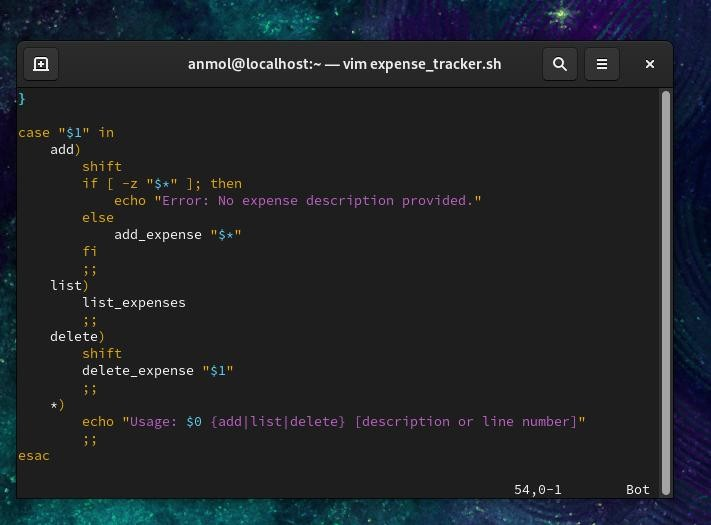 anmol@localhost:~ — vim expense_tracker.sh
}
case "$1" in
    add)
        shift
        if [ -z "$*" ]; then
            echo "Error: No expense description provided."
        else
            add_expense "$*"
        fi
        ;;
    list)
        list_expenses
        ;;
    delete)
        shift
        delete_expense "$1"
        ;;
    *)
        echo "Usage: $0 {add|list|delete} [description or line number]"
        ;;
esac
54,0-1 Bot